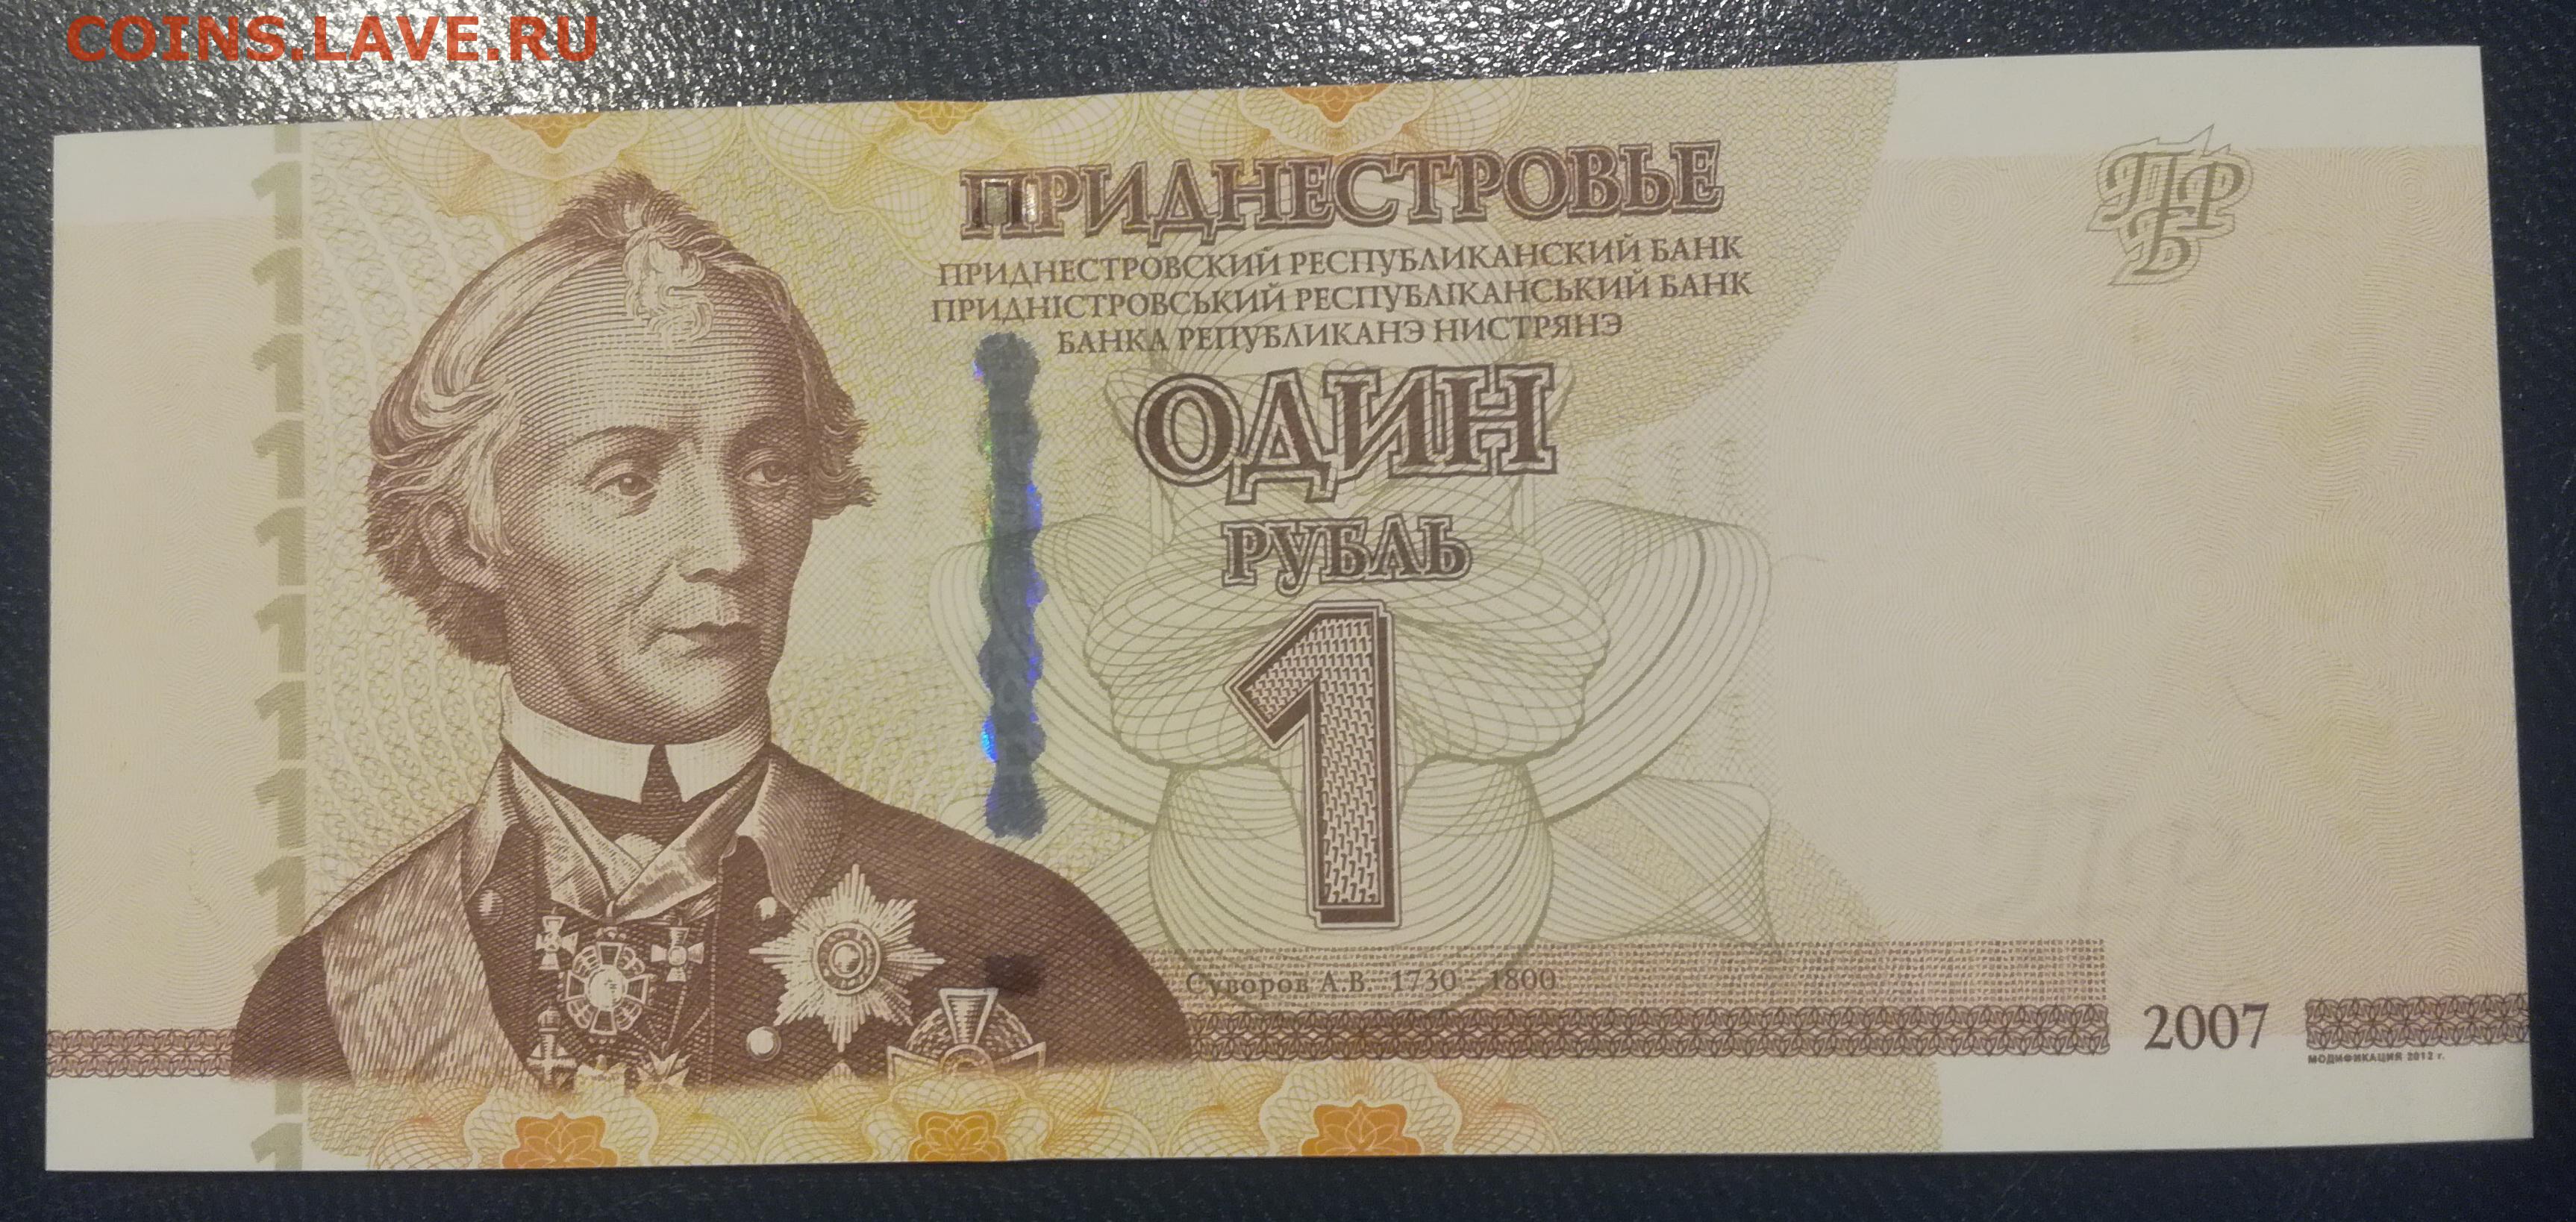 COINS.LAVE.RU
ПРИДНЕСТРОВЬЕ
ПРИДНЕСТРОВСКИЙ РЕСПУБЛИКАНСКИЙ БАНК
ПРИДНІСТРОВСЬКИЙ РЕСПУБЛІКАНСЬКИЙ БАНК
БАНКА РЕПУБЛИКАНЭ НИСТРЯНЭ
ПРБ
ОДИН
РУБЛЬ
1
Суворов А.В. 1730 - 1800
2007
МОДИФИКАЦИЯ 2012 г.